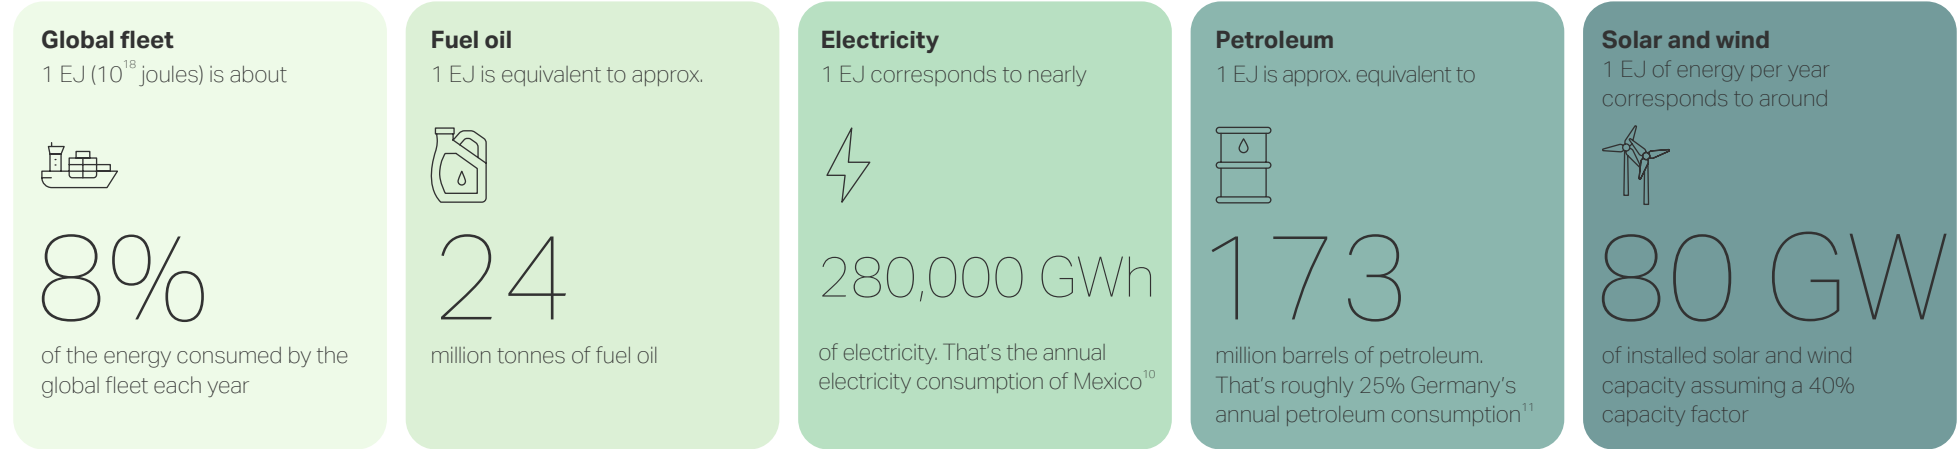 Global fleet
1 EJ (10¹⁸ joules) is about
8%
of the energy consumed by the
global fleet each year
Fuel oil
1 EJ is equivalent to approx.
24
million tonnes of fuel oil
Electricity
1 EJ corresponds to nearly
280,000 GWh
of electricity. That's the annual
electricity consumption of Mexico¹⁰
Petroleum
1 EJ is approx. equivalent to
173
million barrels of petroleum.
That's roughly 25% Germany's
annual petroleum consumption¹¹
Solar and wind
1 EJ of energy per year
corresponds to around
80 GW
of installed solar and wind
capacity assuming a 40%
capacity factor